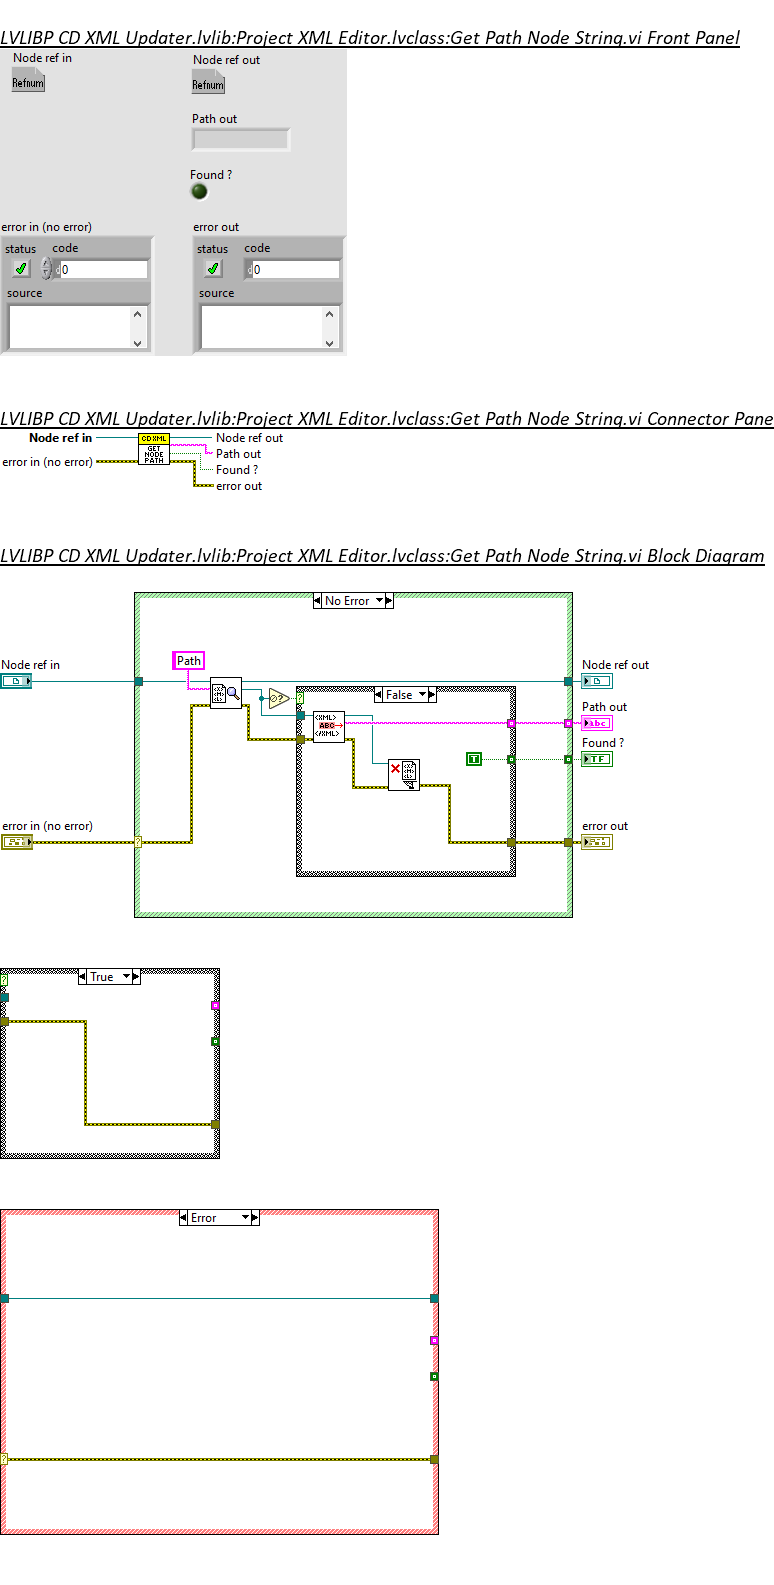 LVLIBP CD XML Updater.lvlib:Project XML Editor.lvclass:Get Path Node String.vi Front Panel
Node ref in
Node ref out
Refnum
Refnum
Path out
Found ?
error in (no error)
error out
status code
status code
d 0
d 0
source
source
LVLIBP CD XML Updater.lvlib:Project XML Editor.lvclass:Get Path Node String.vi Connector Pane
Node ref in
CDXML
GET
NODE
PATH
Node ref out
Path out
error in (no error)
Found ?
error out
LVLIBP CD XML Updater.lvlib:Project XML Editor.lvclass:Get Path Node String.vi Block Diagram
No Error
Path
Node ref in
Node ref out
?
?
False
Path out
<XML>
ABC
</XML>
abc
Found ?
T
TF
error in (no error)
error out
?
True
?
Error
?